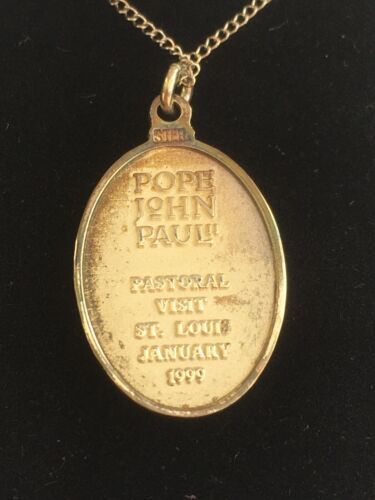 STER
POPE
JOHN
PAUL II
PASTORAL
VISIT
ST. LOUIS
JANUARY
1999